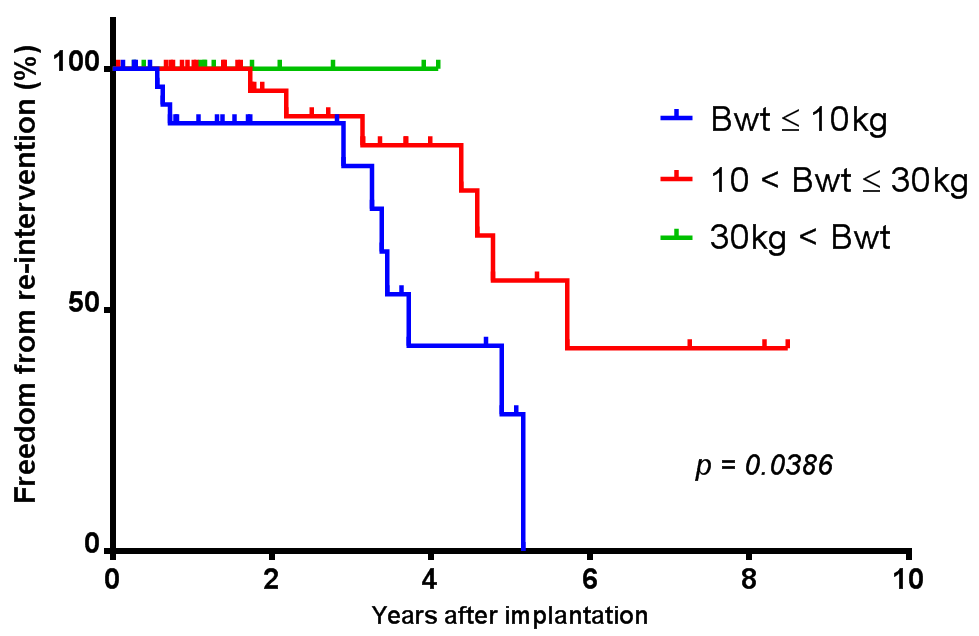 Freedom from re-intervention (%)
100
50
0
Bwt ≤ 10kg
10 < Bwt ≤ 30kg
30kg < Bwt
p = 0.0386
0 2 4 6 8 10
Years after implantation